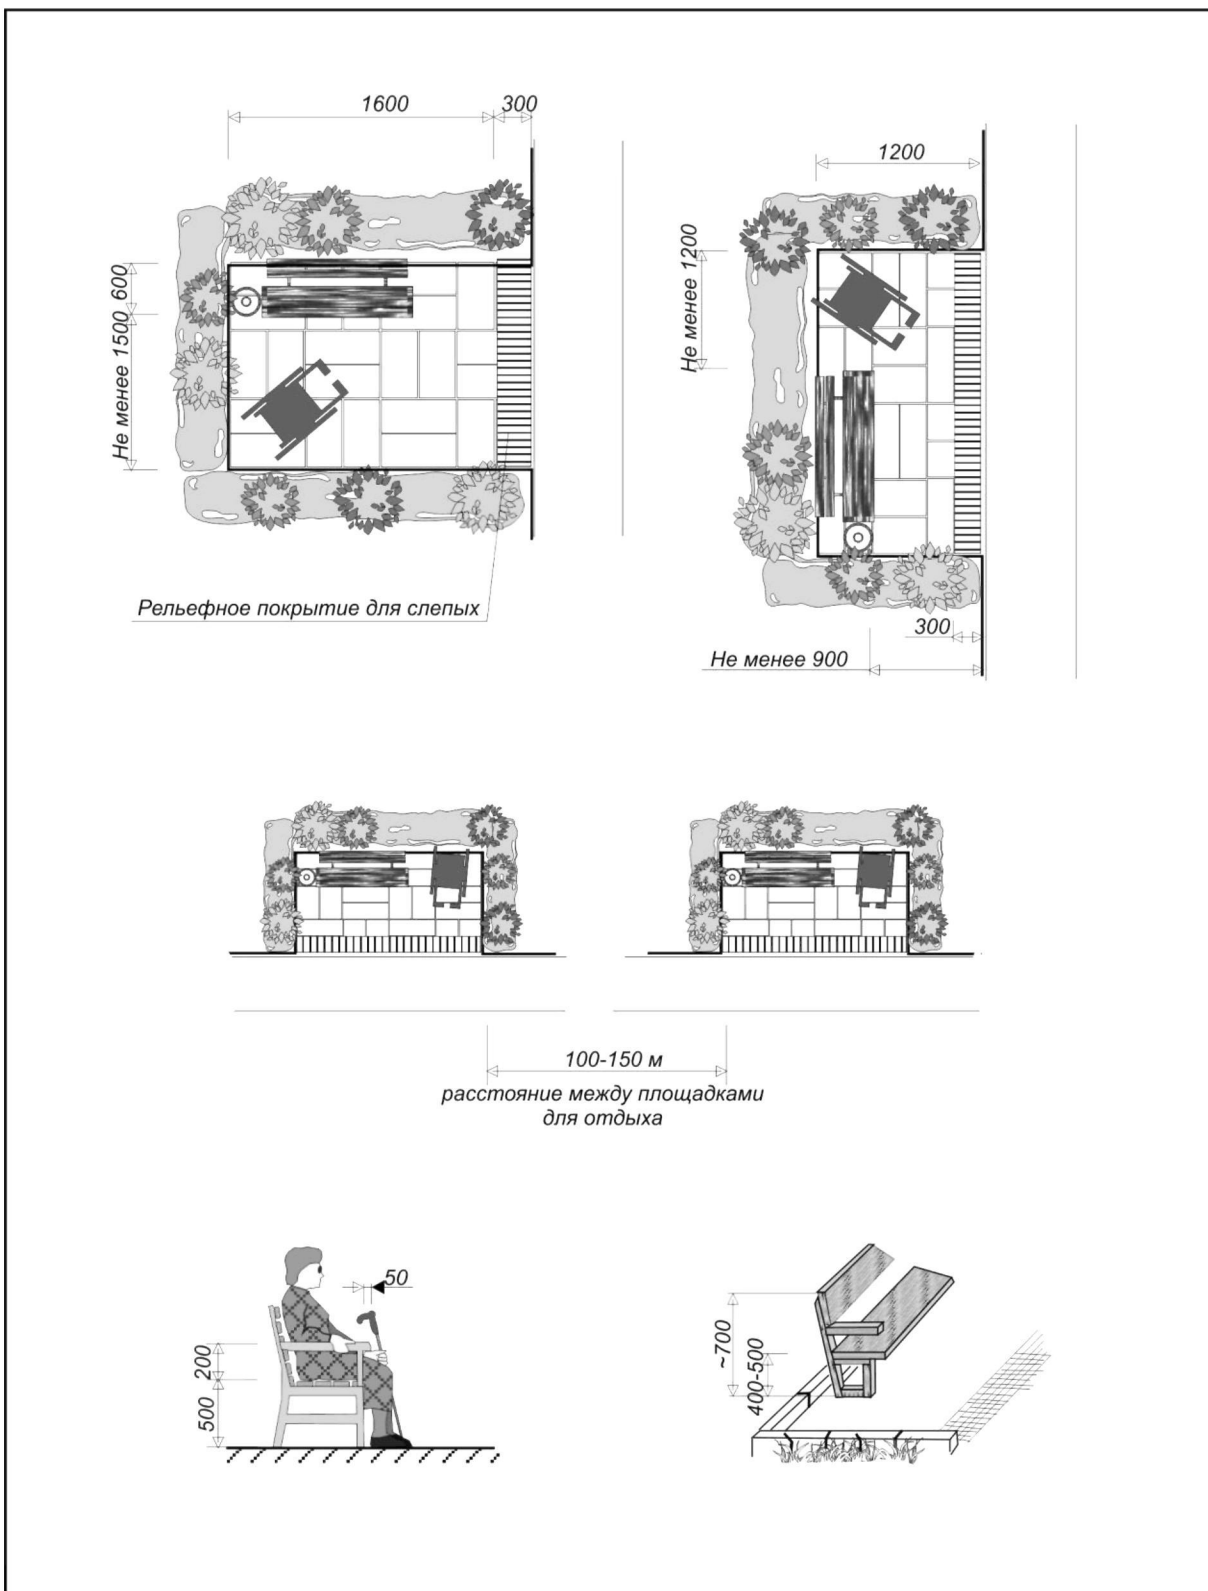 1600
300
600
Не менее 1500
Рельефное покрытие для слепых
1200
Не менее 1200
300
Не менее 900
100-150 м
расстояние между площадками
для отдыха
50
200
500
~700
400-500